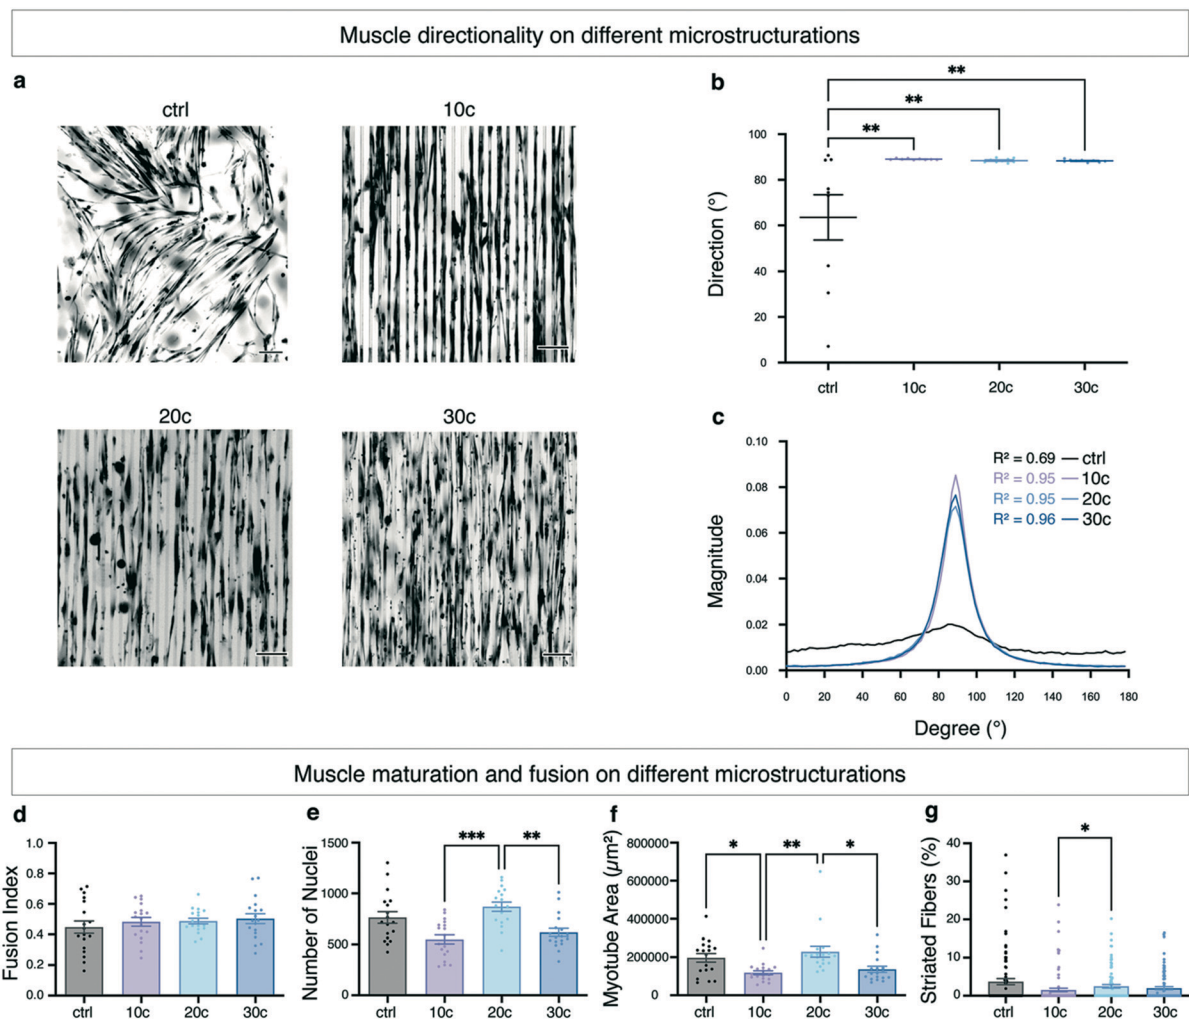 Muscle directionality on different microstructurations
a
ctrl
10c
20c
30c
b
**
**
**
Direction (°)
100
80
60
40
20
0
ctrl 10c 20c 30c
c
Magnitude
0.10
0.08
0.06
0.04
0.02
0.00
R² = 0.69 ctrl
R² = 0.95 10c
R² = 0.95 20c
R² = 0.96 30c
0 20 40 60 80 100 120 140 160 180
Degree (°)
Muscle maturation and fusion on different microstructurations
d
Fusion Index
1.0
0.8
0.6
0.4
0.2
0.0
ctrl 10c 20c 30c
e
*** **
Number of Nuclei
1500
1000
500
0
ctrl 10c 20c 30c
f
* ** *
Myotube Area (µm²)
800000
600000
400000
200000
0
ctrl 10c 20c 30c
g
*
Striated Fibers (%)
40
30
20
10
0
ctrl 10c 20c 30c